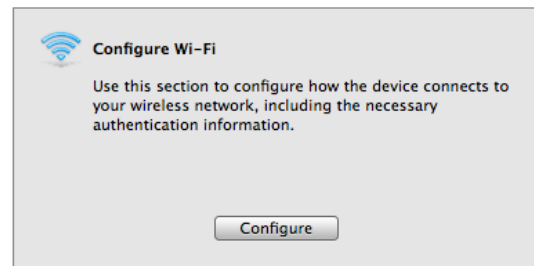 Configure Wi-Fi
Use this section to configure how the device connects to
your wireless network, including the necessary
authentication information.
Configure